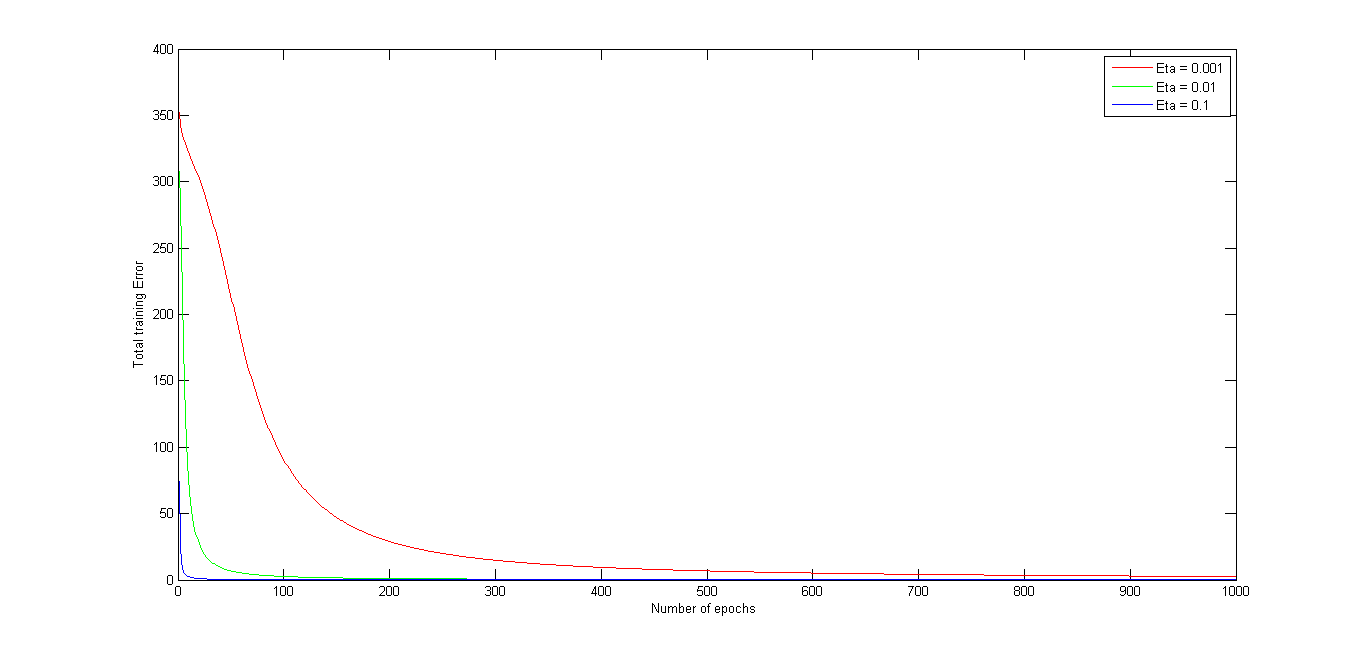 400
350
300
250
200
150
100
50
0
Total training Error
Eta = 0.001
Eta = 0.01
Eta = 0.1
0 100 200 300 400 500 600 700 800 900 1000
Number of epochs